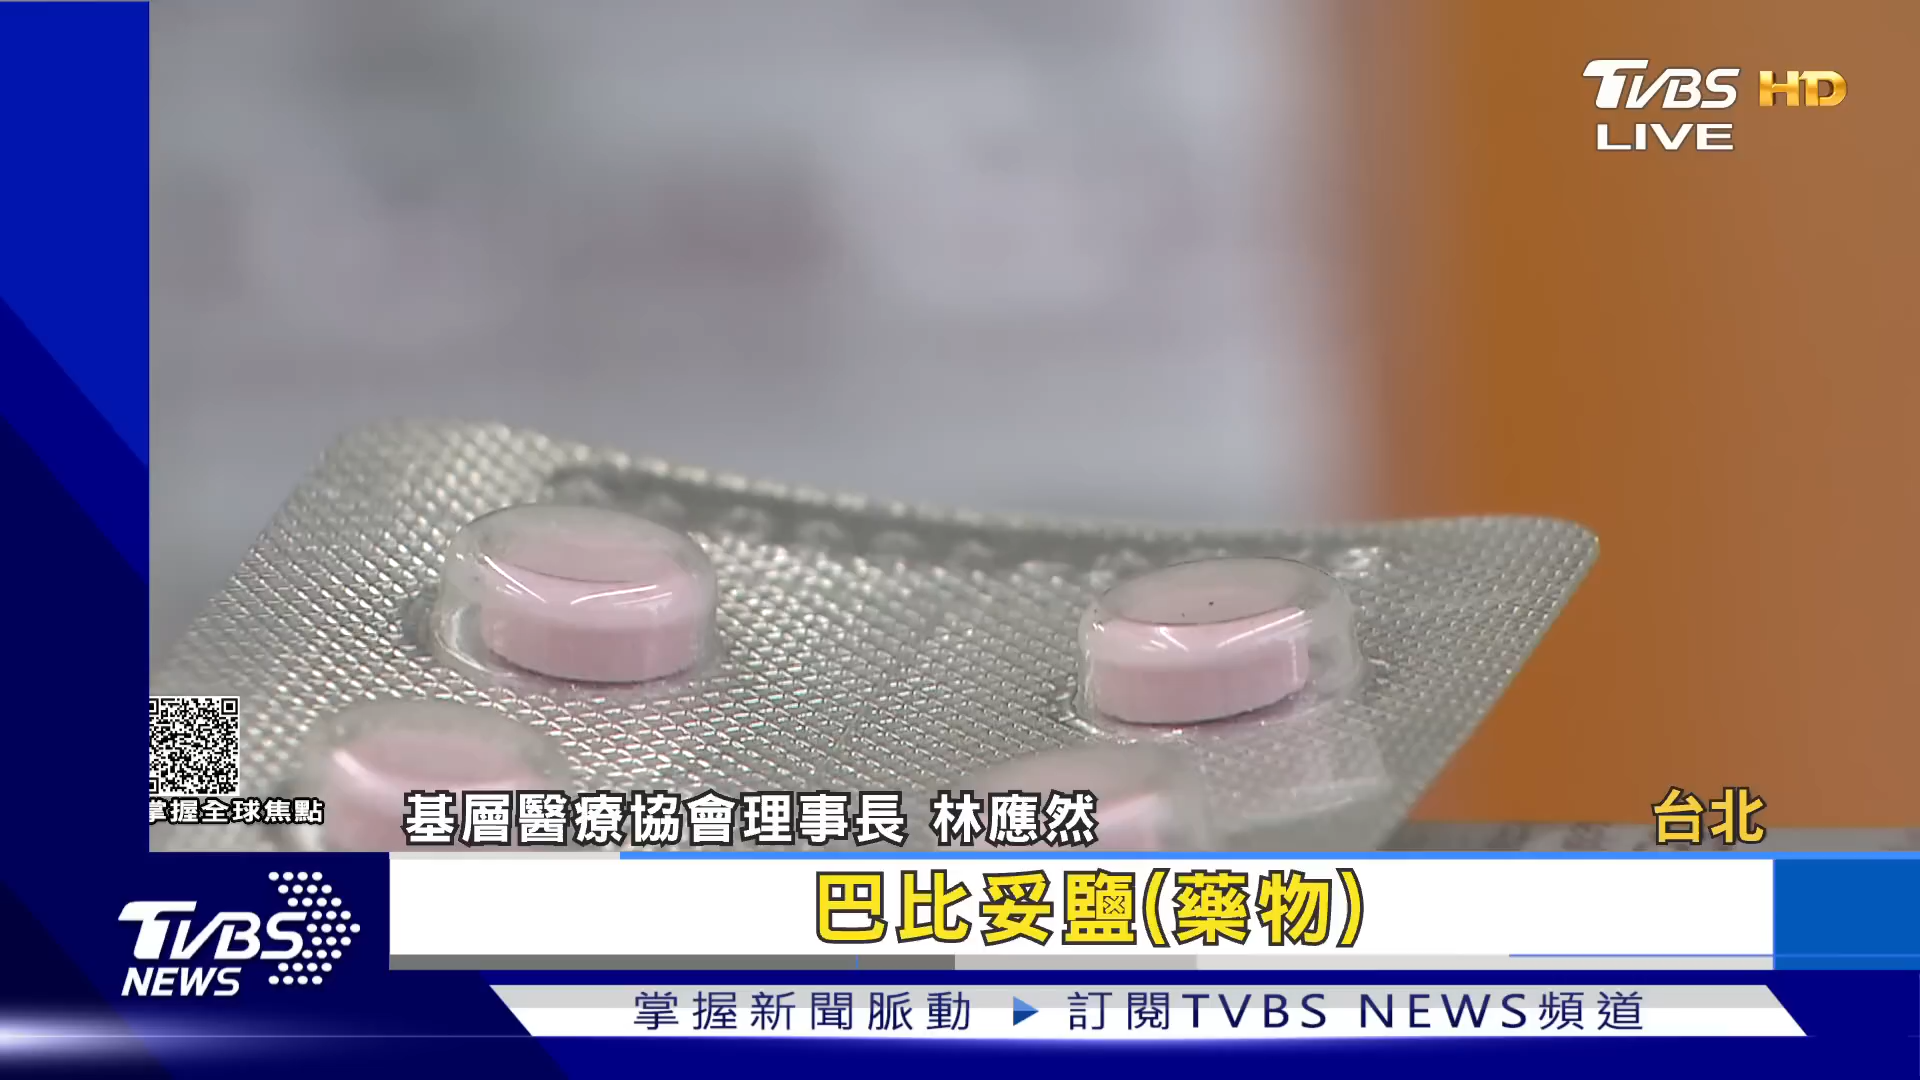 TVBS HD
LIVE
掌握全球焦點
基層醫療協會理事長 林應然
台北
巴比妥鹽(藥物)
TVBS
NEWS
掌握新聞脈動 ▶ 訂閱TVBS NEWS頻道